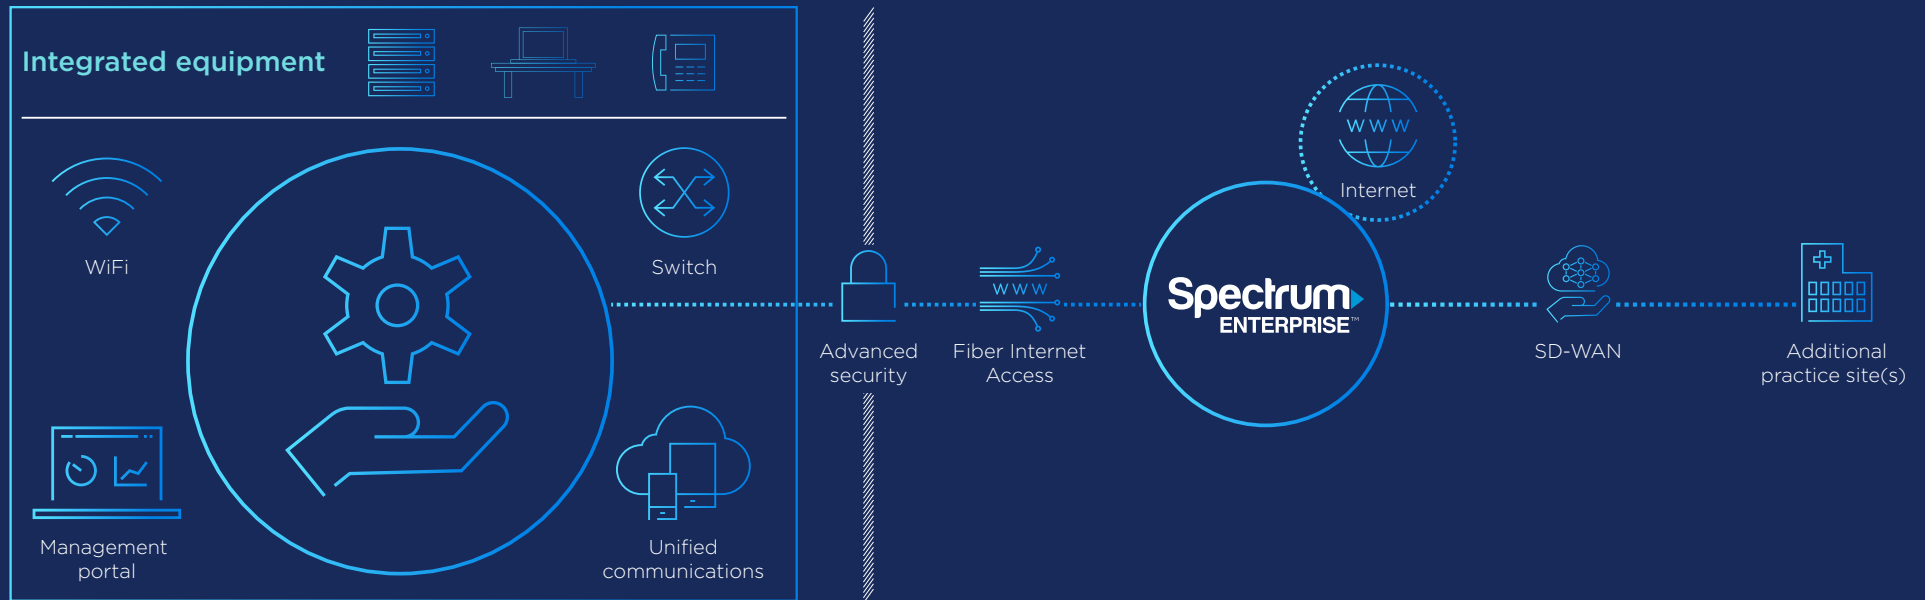 Integrated equipment
WiFi
Switch
Management
portal
Unified
communications
Advanced
security
WWW
Fiber Internet
Access
Spectrum
ENTERPRISE™
WWW
Internet
SD-WAN
Additional
practice site(s)